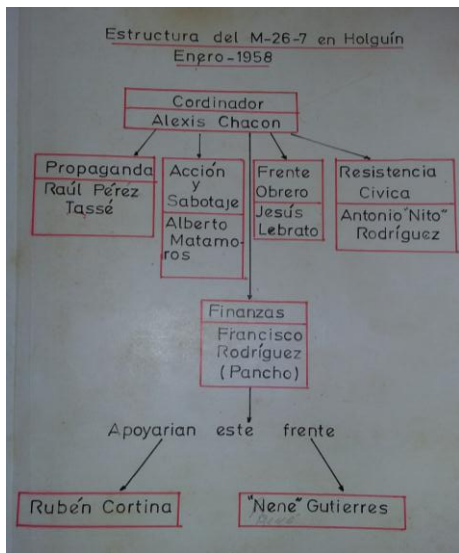 Estructura del M-26-7 en Holguín
Enero-1958
Cordinador
Alexis Chacon
Propaganda
Raúl Pérez
Tassé
Acción
y
Sabotaje
Alberto
Matamo-
ros
Frente
Obrero
Jesús
Lebrato
Resistencia
Civica
Antonio "Nito"
Rodríguez
Finanzas
Francisco
Rodríguez
(Pancho)
Apoyarian este frente
Rubén Cortina
"Nene" Gutierres